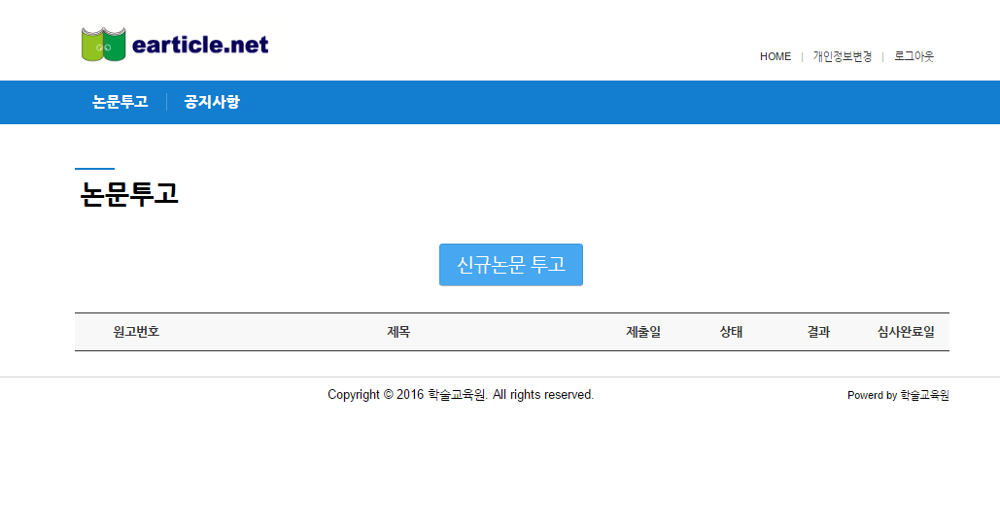 earticle.net
HOME | 개인정보변경 | 로그아웃
논문투고 | 공지사항
논문투고
신규논문 투고
원고번호 제목 제출일 상태 결과 심사완료일
Copyright © 2016 학술교육원. All rights reserved. Powerd by 학술교육원